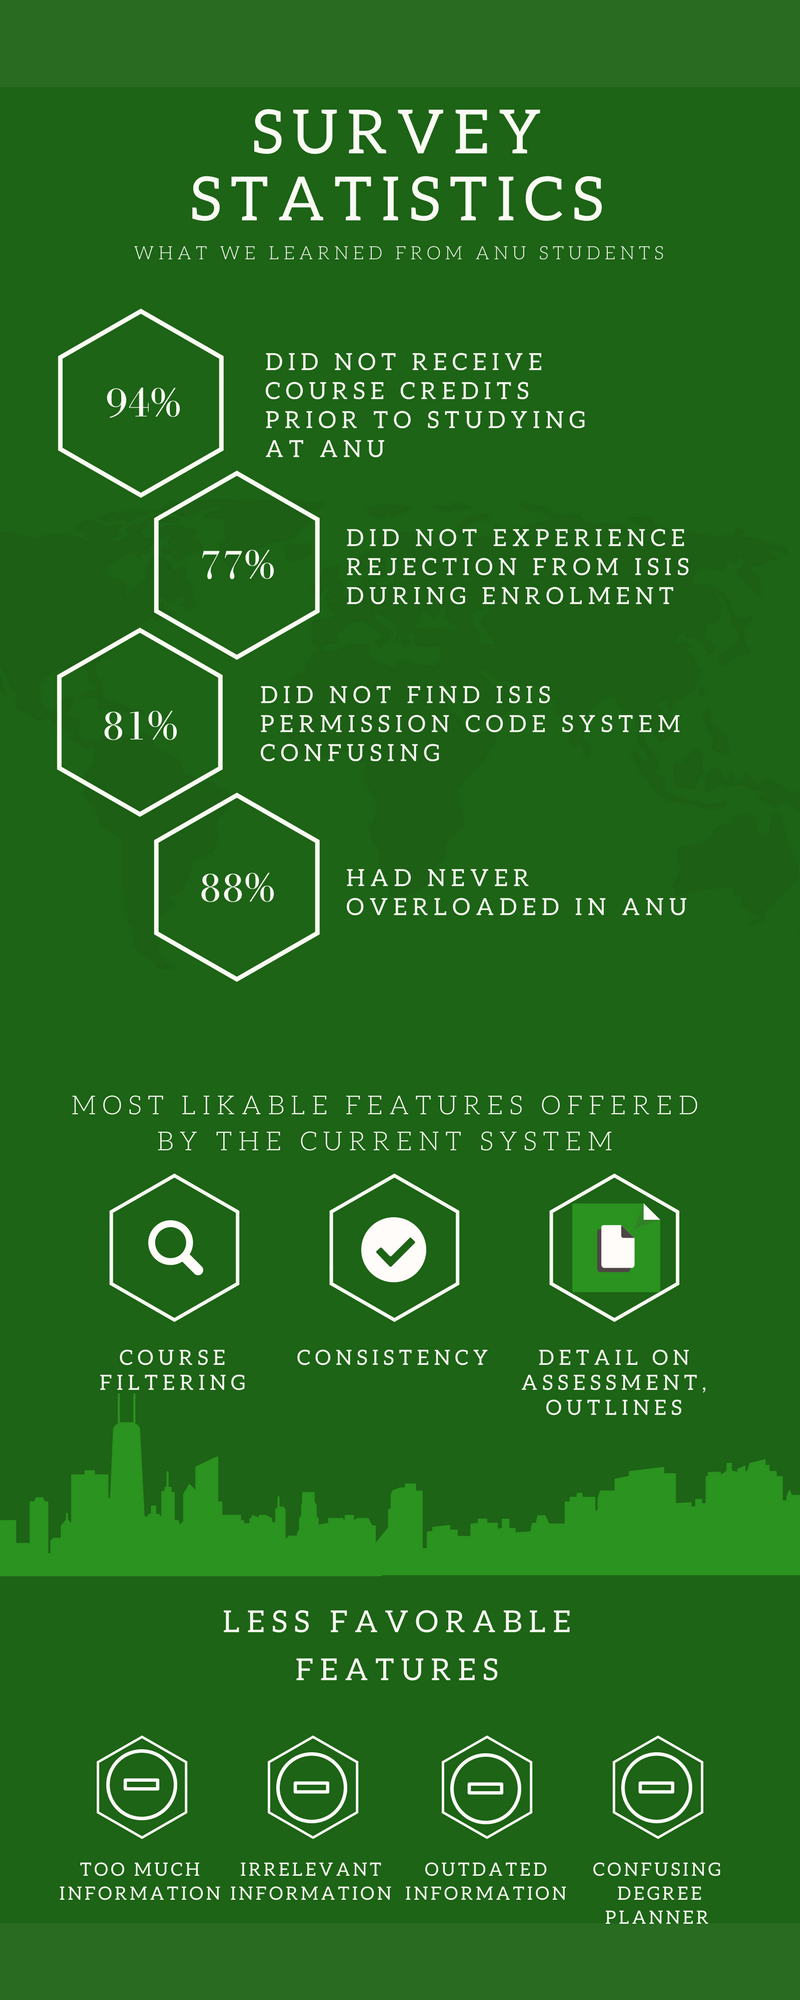 SURVEY
STATISTICS
WHAT WE LEARNED FROM ANU STUDENTS
94%
DID NOT RECEIVE
COURSE CREDITS
PRIOR TO STUDYING
AT ANU
77%
DID NOT EXPERIENCE
REJECTION FROM ISIS
DURING ENROLMENT
81%
DID NOT FIND ISIS
PERMISSION CODE SYSTEM
CONFUSING
88%
HAD NEVER
OVERLOADED IN ANU
MOST LIKABLE FEATURES OFFERED
BY THE CURRENT SYSTEM
COURSE
FILTERING
CONSISTENCY
DETAIL ON
ASSESSMENT,
OUTLINES
LESS FAVORABLE
FEATURES
TOO MUCH
INFORMATION
IRRELEVANT
INFORMATION
OUTDATED
INFORMATION
CONFUSING
DEGREE
PLANNER